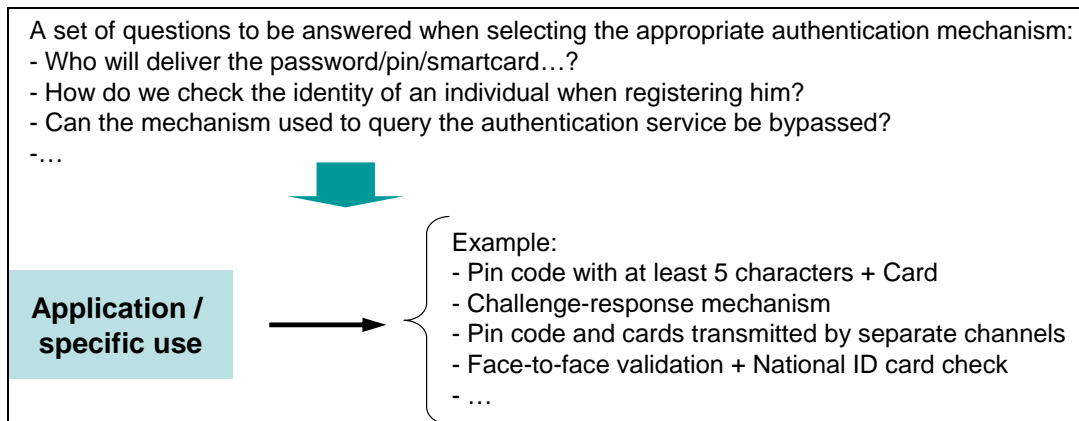 A set of questions to be answered when selecting the appropriate authentication mechanism:
- Who will deliver the password/pin/smartcard…?
- How do we check the identity of an individual when registering him?
- Can the mechanism used to query the authentication service be bypassed?
-…
Example:
- Pin code with at least 5 characters + Card
- Challenge-response mechanism
- Pin code and cards transmitted by separate channels
- Face-to-face validation + National ID card check
- …
Application /
specific use